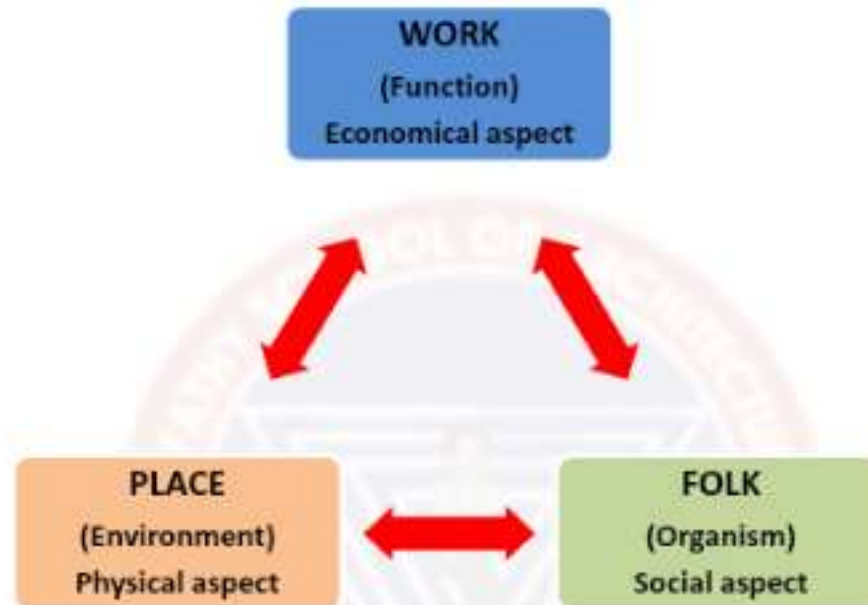 WORK
(Function)
Economical aspect
PLACE
(Environment)
Physical aspect
FOLK
(Organism)
Social aspect